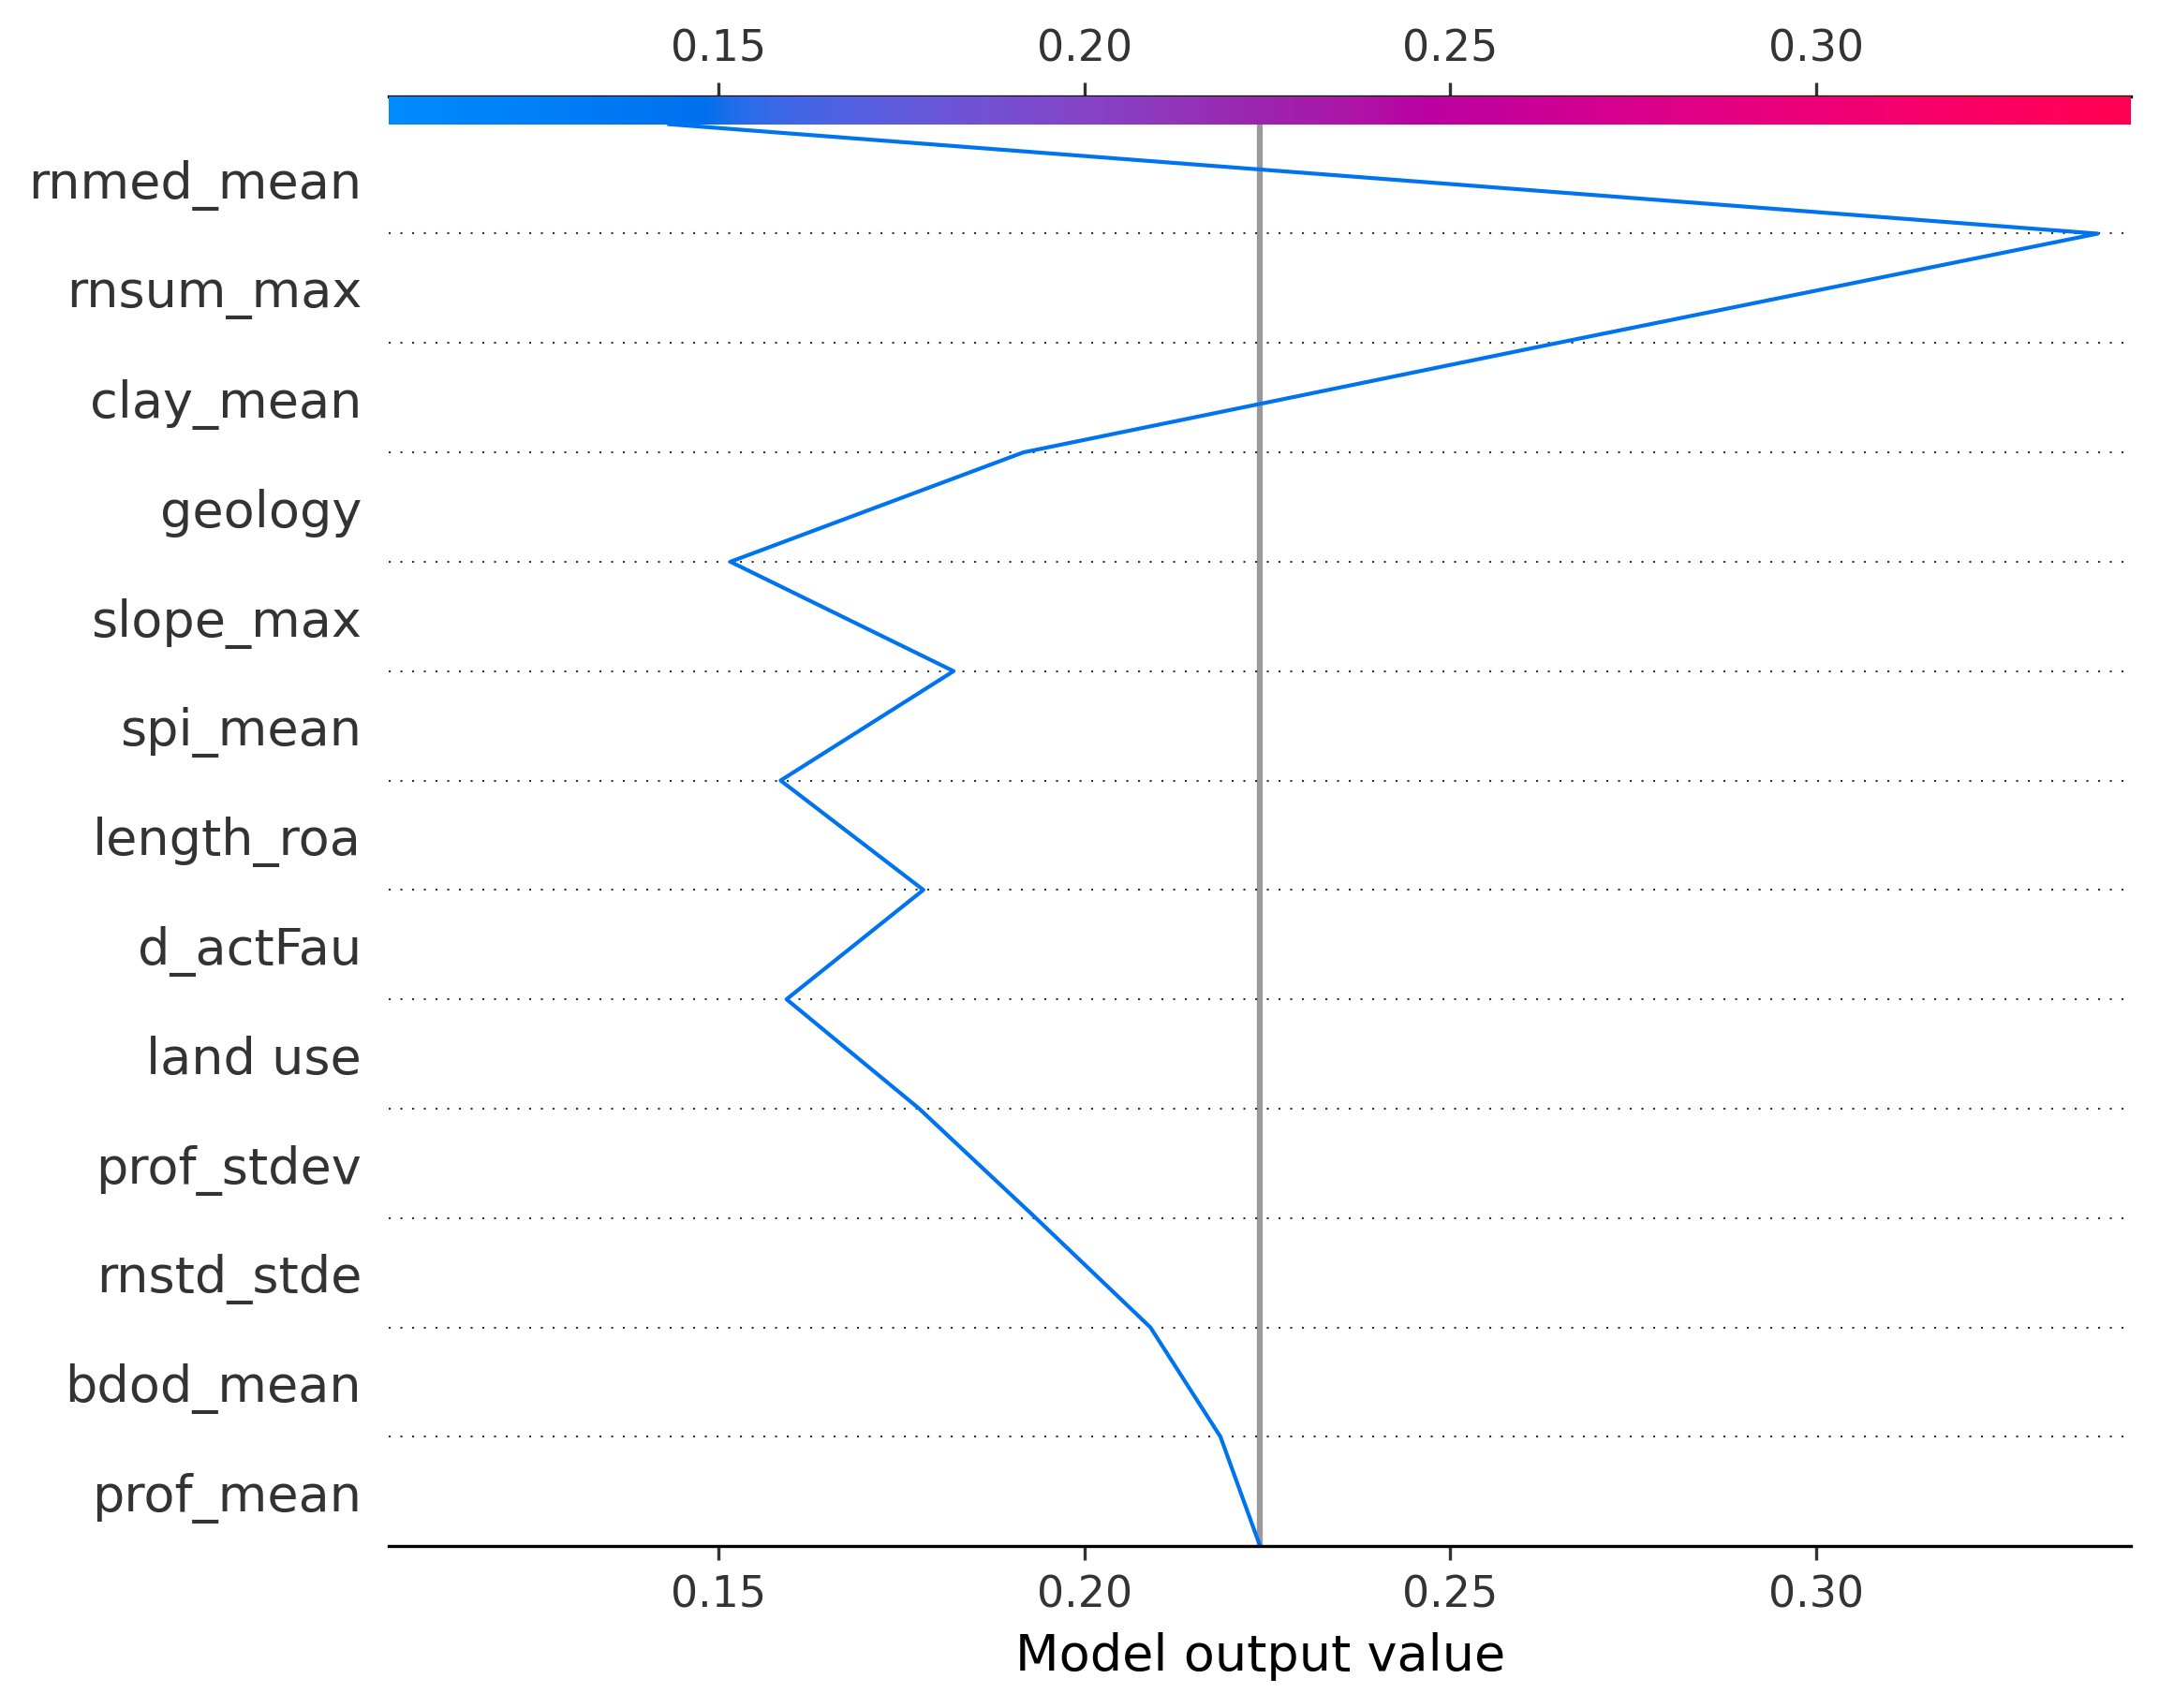 0.15 0.20 0.25 0.30
rnmed_mean
rnsum_max
clay_mean
geology
slope_max
spi_mean
length_roa
d_actFau
land use
prof_stdev
rnstd_stde
bdod_mean
prof_mean
0.15 0.20 0.25 0.30
Model output value